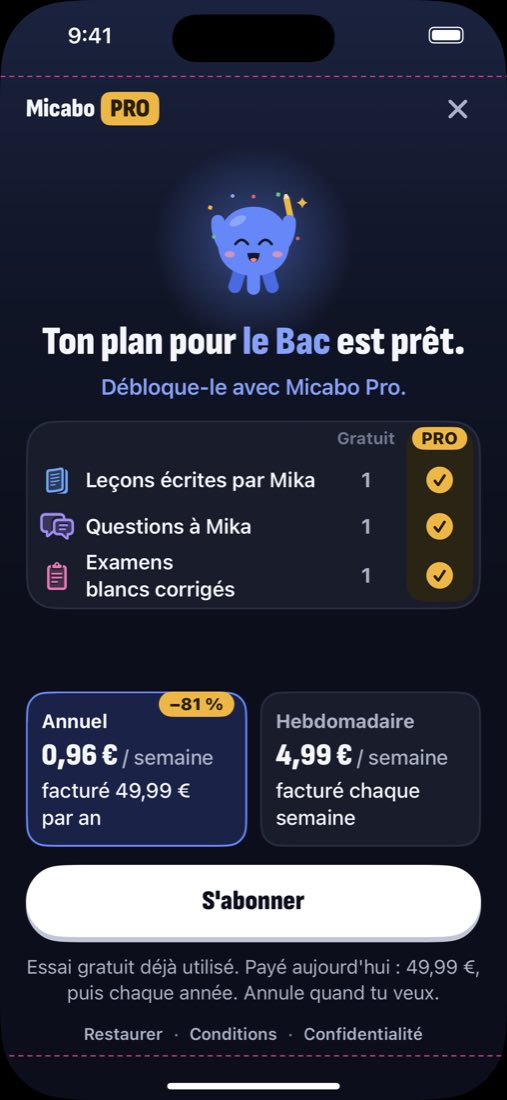 9:41
Micabo PRO
Ton plan pour le Bac est prêt.
Débloque-le avec Micabo Pro.
Gratuit PRO
Leçons écrites par Mika 1
Questions à Mika 1
Examens
blancs corrigés 1
−81 %
Annuel
0,96 € / semaine
facturé 49,99 €
par an
Hebdomadaire
4,99 € / semaine
facturé chaque
semaine
S'abonner
Essai gratuit déjà utilisé. Payé aujourd'hui : 49,99 €,
puis chaque année. Annule quand tu veux.
Restaurer · Conditions · Confidentialité